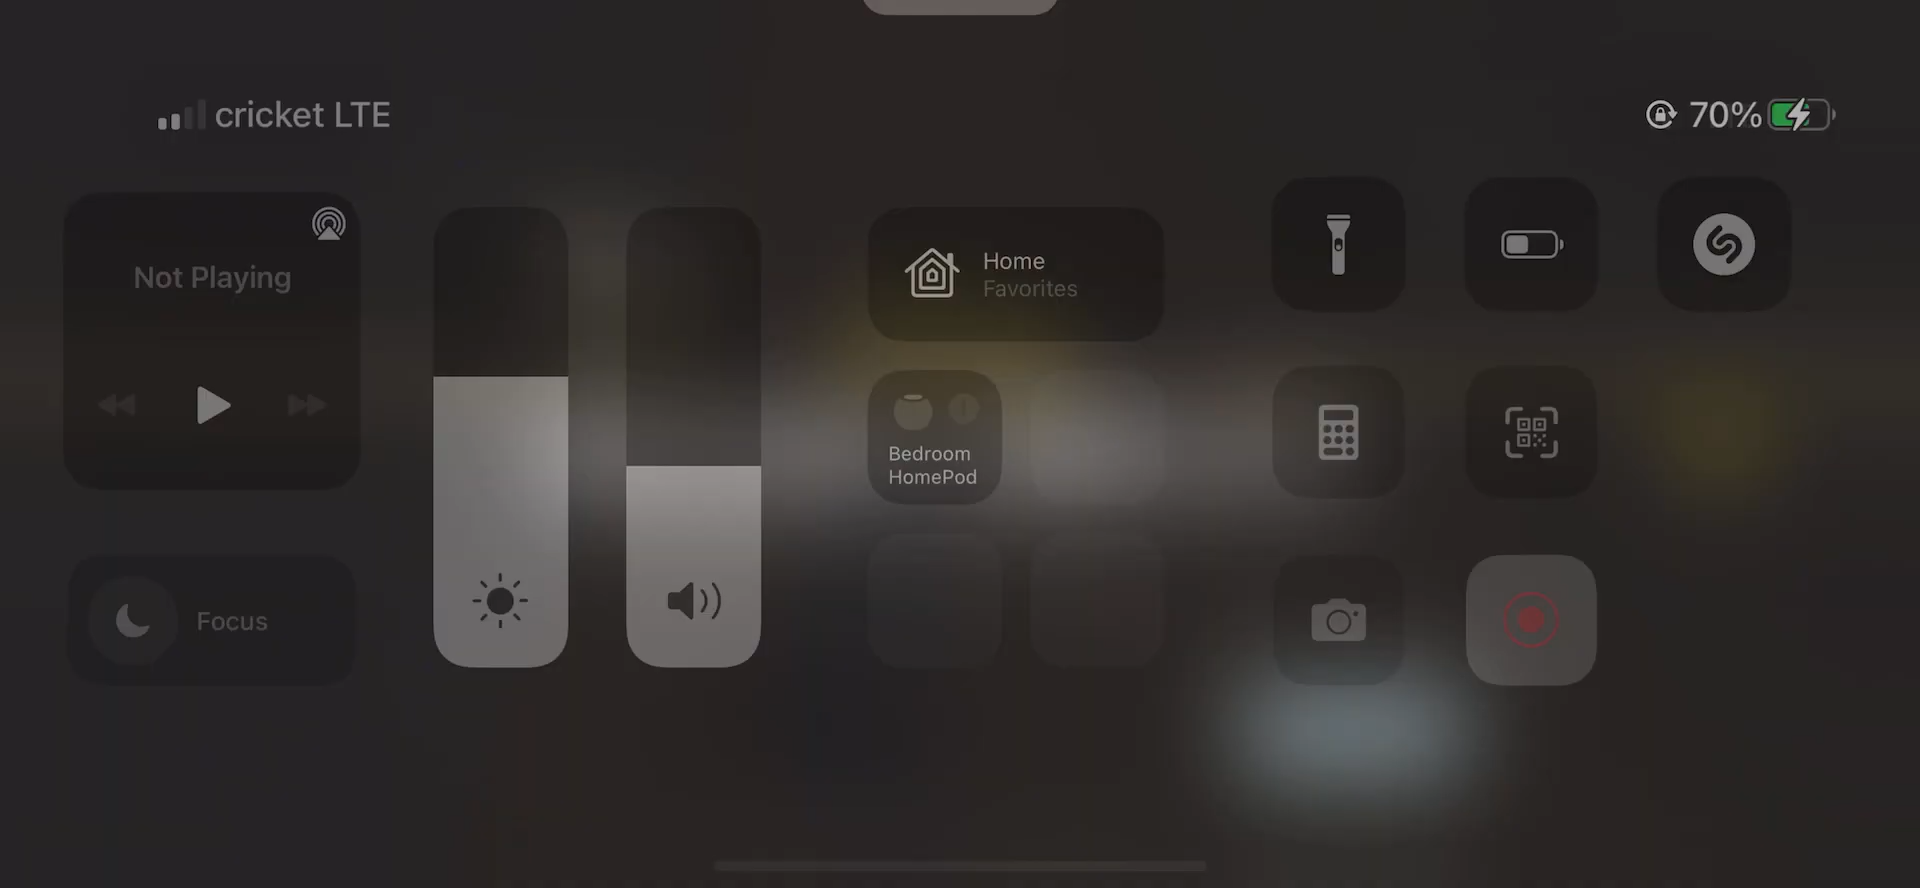 cricket LTE
70%
Not Playing
Focus
Home
Favorites
Bedroom
HomePod